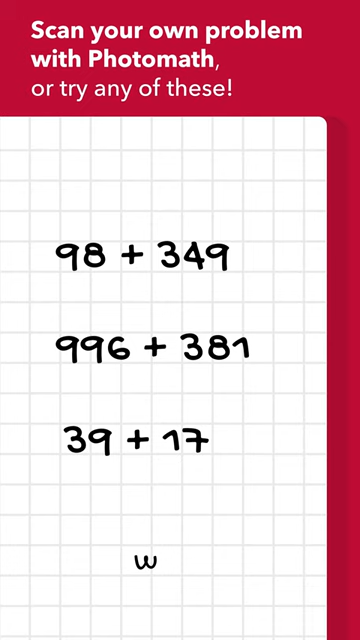 Scan your own problem
with Photomath,
or try any of these!
98 + 349
996 + 381
39 + 17
w